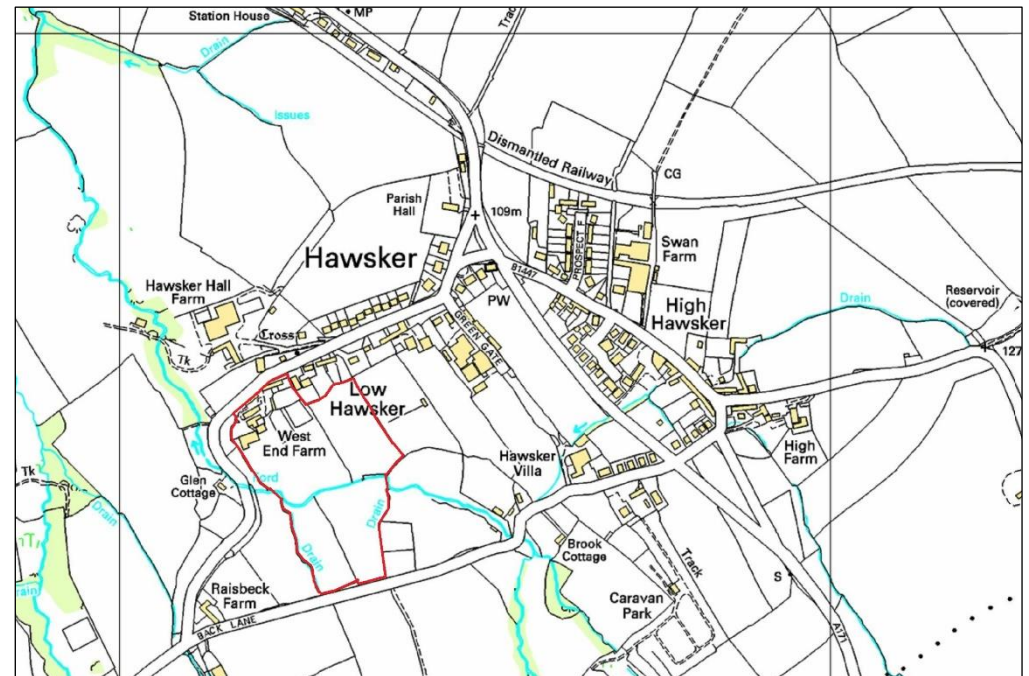 Station House
MP
Track
Drain
Issues
Dismantled Railway
CG
Parish
Hall
109m
Hawsker
PROSPECT F
Swan
Farm
B1447
Hawsker Hall
Farm
PW
High
Hawsker
Drain
Reservoir
(covered)
Cross
GREEN GATE
Tk
127
Low
Hawsker
West
End Farm
Hawsker
Villa
High
Farm
Tk
Glen
Cottage
Ford
Drain
Drain
Drain
Brook
Cottage
Track
Raisbeck
Farm
Caravan
Park
S
BACK LANE
A171